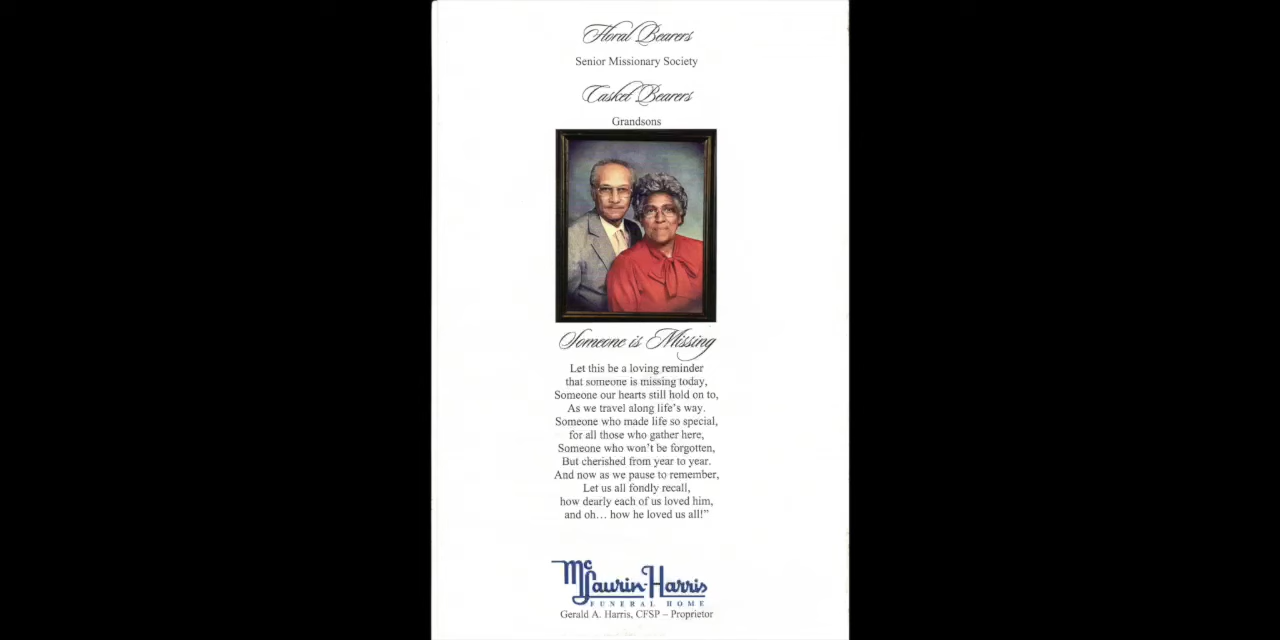 Floral Bearers
Senior Missionary Society
Casket Bearers
Grandsons
Someone is Missing
Let this be a loving reminder
that someone is missing today,
Someone our hearts still hold on to,
As we travel along life’s way.
Someone who made life so special,
for all those who gather here,
Someone who won’t be forgotten,
But cherished from year to year.
And now as we pause to remember,
Let us all fondly recall,
how dearly each of us loved him,
and oh… how he loved us all!”
McLaurin-Harris
FUNERAL HOME
Gerald A. Harris, CFSP – Proprietor